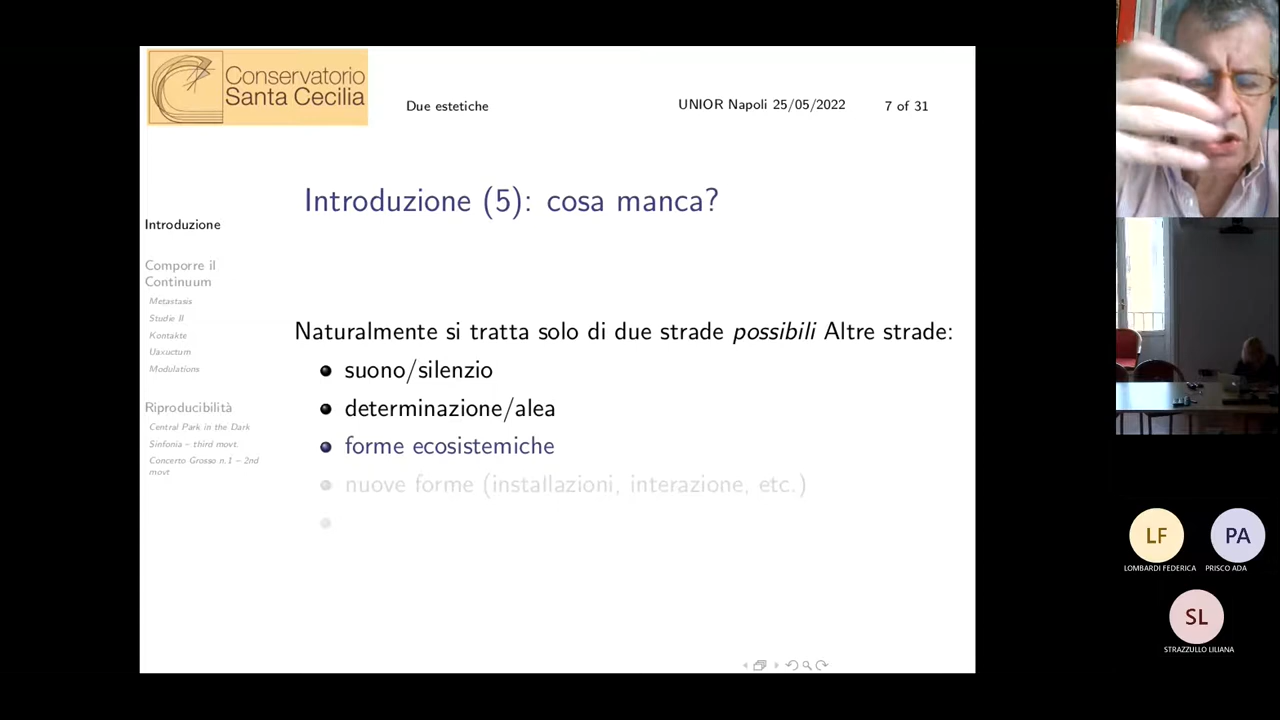 Conservatorio
Santa Cecilia
Due estetiche
UNIOR Napoli 25/05/2022
7 of 31
Introduzione (5): cosa manca?
Introduzione
Comporre il
Continuum
Metastasis
Studie II
Kontakte
Uaxuctum
Modulations
Riproducibilità
Central Park in the Dark
Sinfonia – third movt.
Concerto Grosso n.1 – 2nd
movt
Naturalmente si tratta solo di due strade possibili Altre strade:
suono/silenzio
determinazione/alea
forme ecosistemiche
nuove forme (installazioni, interazione, etc.)
LF
LOMBARDI FEDERICA
PA
PRISCO ADA
SL
STRAZZULLO LILIANA